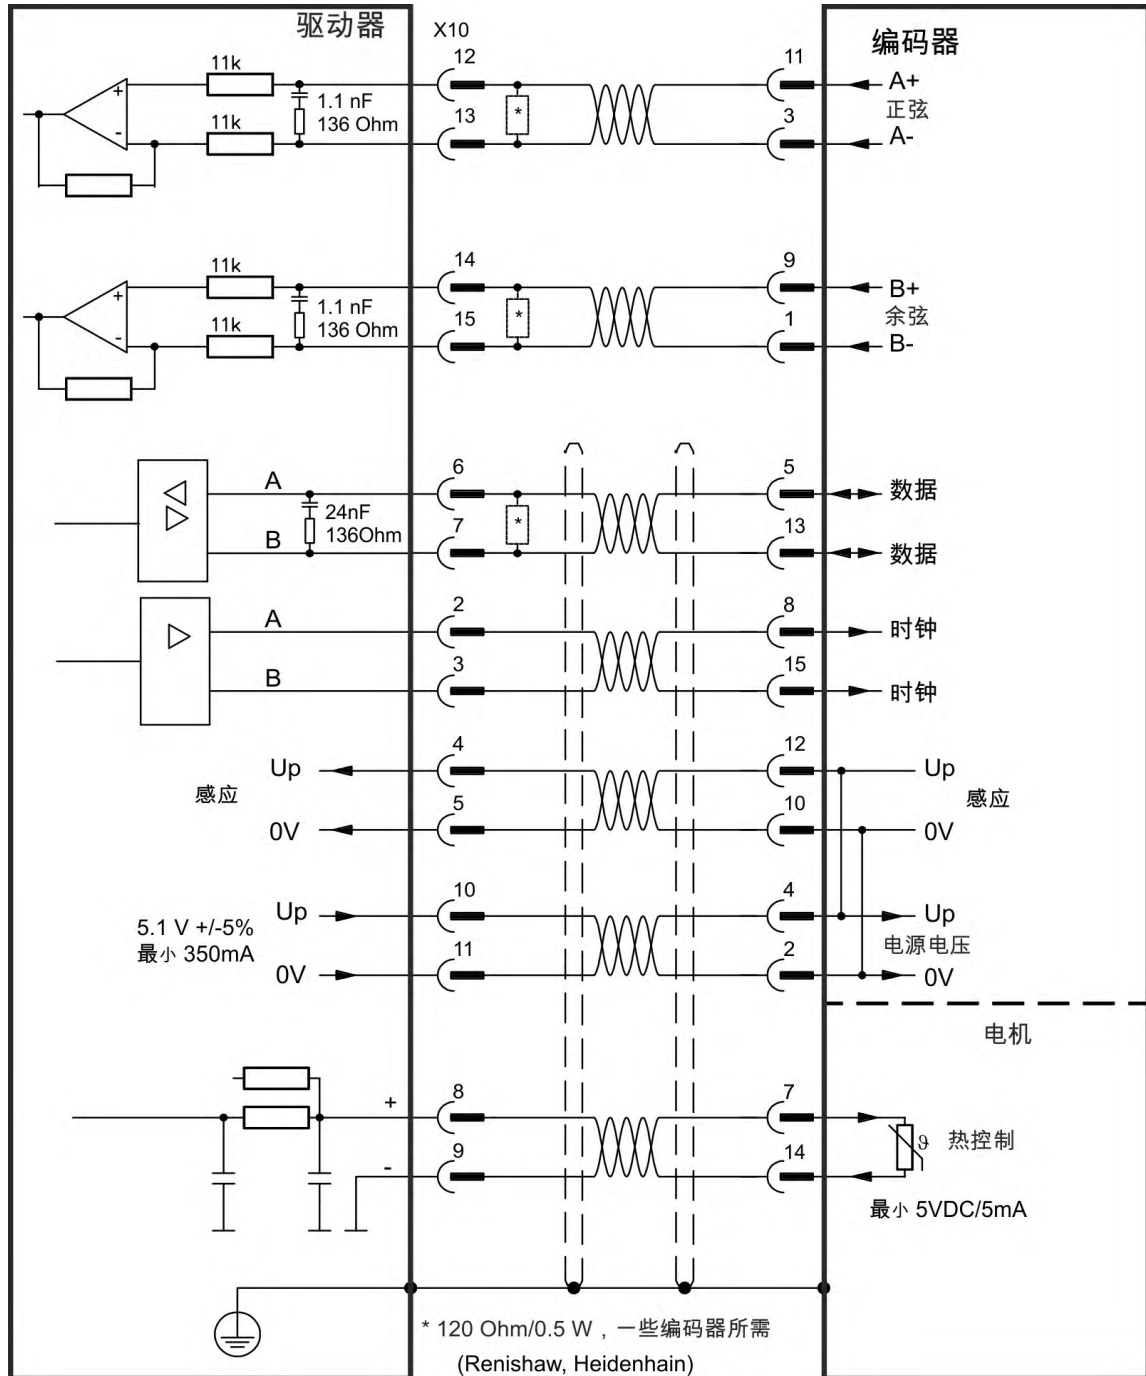 驱动器
X10
编码器
12
11
11k
A+
+
1.1 nF
*
正弦
136 Ohm
13
3
11k
A-
-
14
9
11k
B+
+
1.1 nF
*
余弦
136 Ohm
15
1
11k
B-
-
6
5
A
数据
24nF
*
136Ohm
7
13
B
数据
2
8
A
时钟
3
15
B
时钟
4
12
Up
Up
感应
感应
5
10
0V
0V
10
4
Up
Up
5.1 V +/-5%
电源电压
最小 350mA
11
2
0V
0V
电机
8
7
+
ϑ 热控制
9
14
-
最小 5VDC/5mA
* 120 Ohm/0.5 W，一些编码器所需
(Renishaw, Heidenhain)